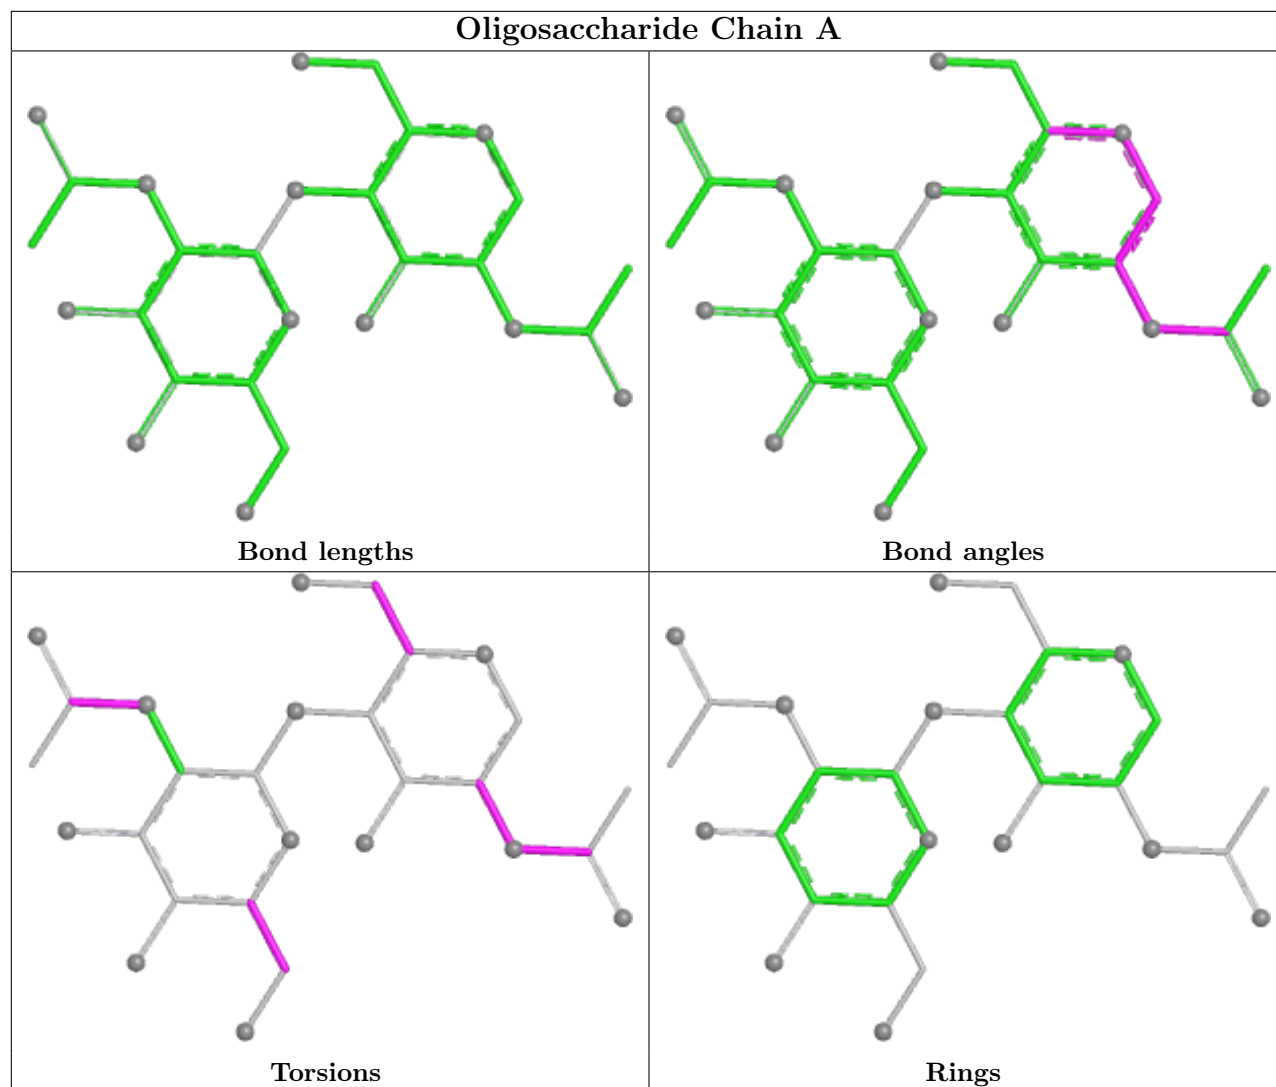 Oligosaccharide Chain A
Bond lengths
Bond angles
Torsions
Rings